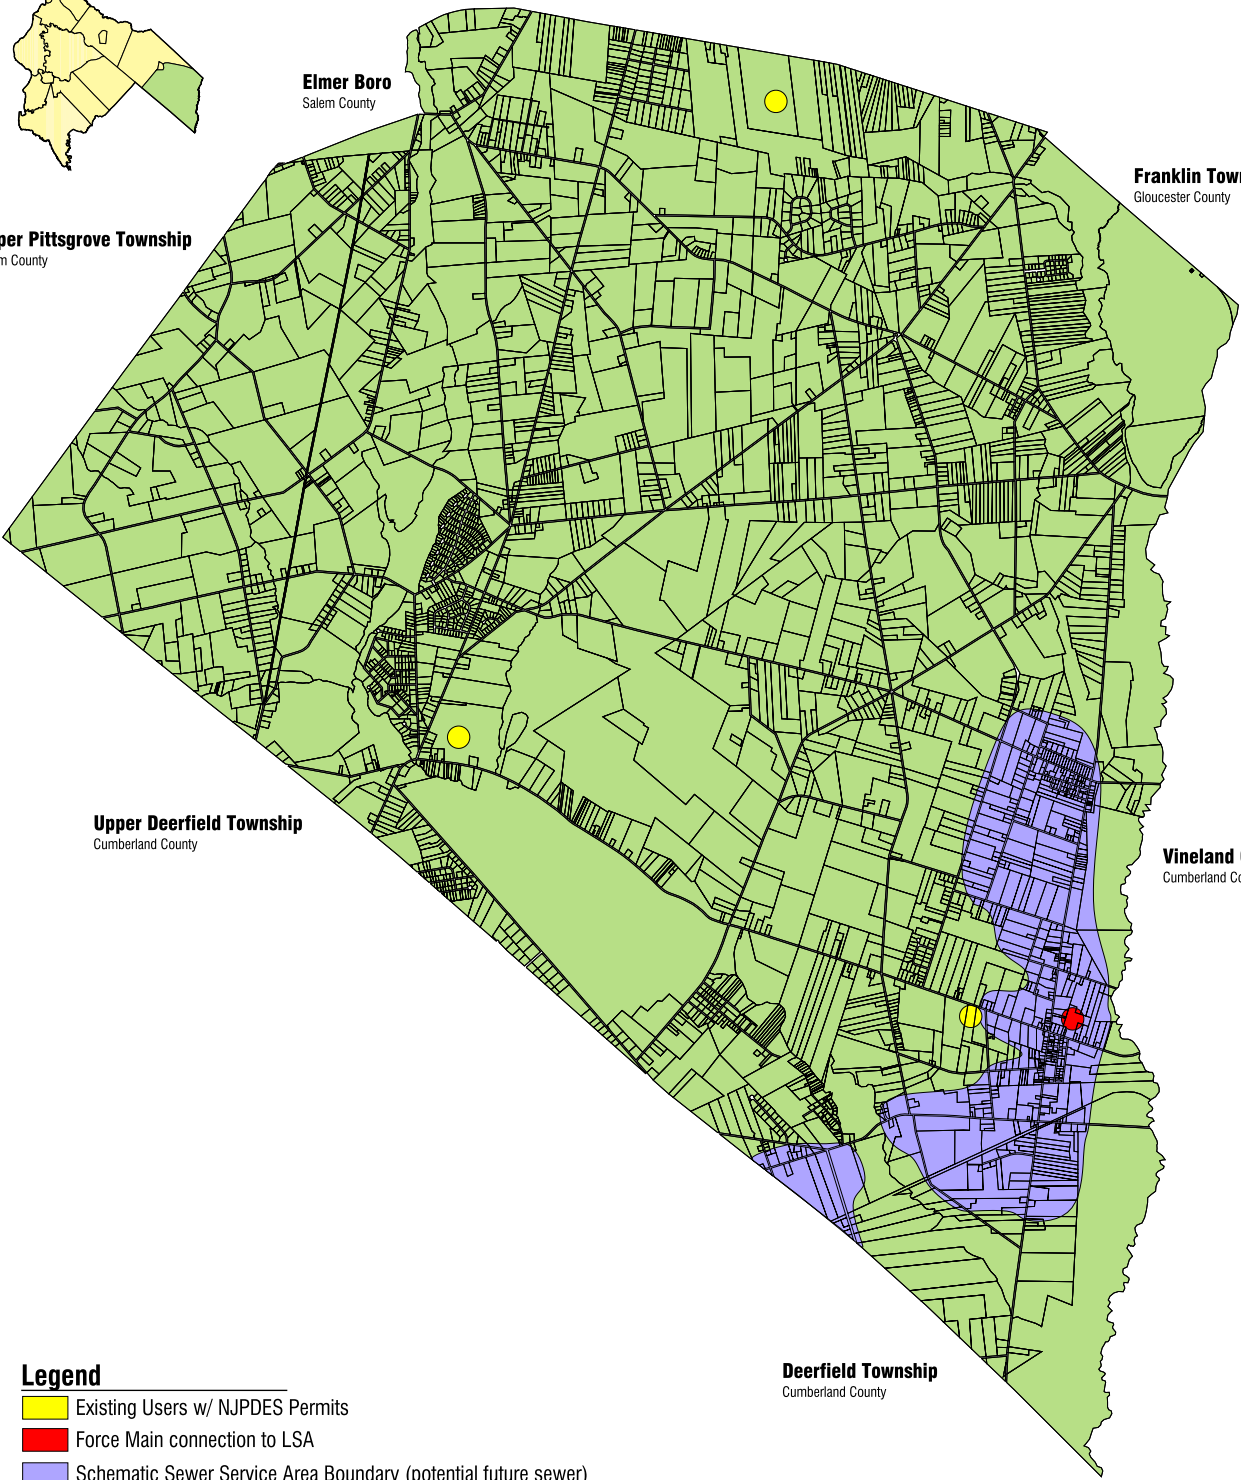 Elmer Boro
Salem County
Franklin Tow
Gloucester County
per Pittsgrove Township
m County
Upper Deerfield Township
Cumberland County
Vineland
Cumberland Co
Deerfield Township
Cumberland County
Legend
Existing Users w/ NJPDES Permits
Force Main connection to LSA
Schematic Sewer Service Area Boundary (potential future sewer)